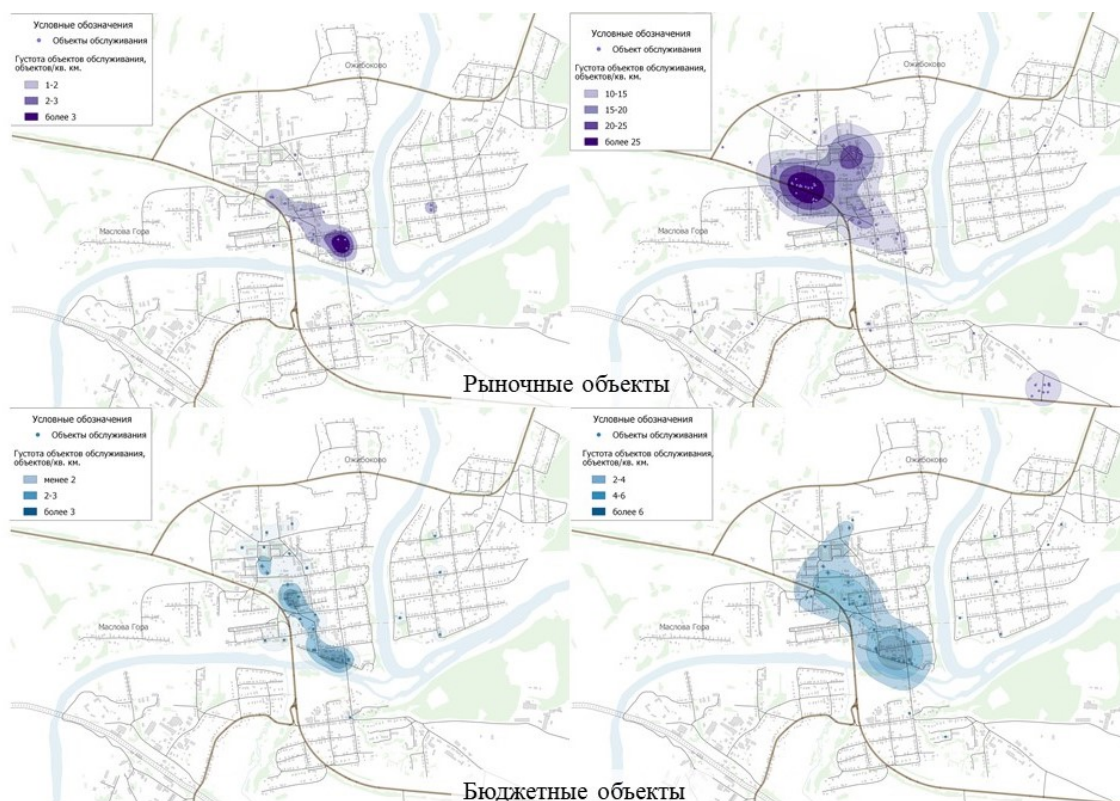 Условные обозначения
Объекты обслуживания
Густота объектов обслуживания,
объектов/кв. км.
1-2
2-3
более 3
Ожибоково
Маслова Гора
Условные обозначения
Объект обслуживания
Густота объектов обслуживания,
объектов/кв. км.
10-15
15-20
20-25
более 25
Ожибоково
Маслова Гора
Рыночные объекты
Условные обозначения
Объекты обслуживания
Густота объектов обслуживания,
объектов/кв. км.
менее 2
2-3
более 3
Ожибоково
Маслова Гора
Условные обозначения
Объекты обслуживания
Густота объектов обслуживания,
объектов/кв. км.
2-4
4-6
более 6
Ожибоково
Маслова Гора
Бюджетные объекты